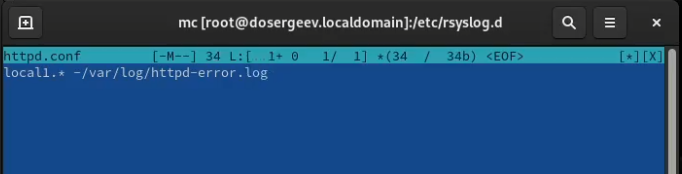 mc [root@dosergeev.localdomain]:/etc/rsyslog.d
httpd.conf [-M--] 34 L:[ 1+ 0 1/ 1] *(34 / 34b) <EOF> [*][X]
local1.* -/var/log/httpd-error.log